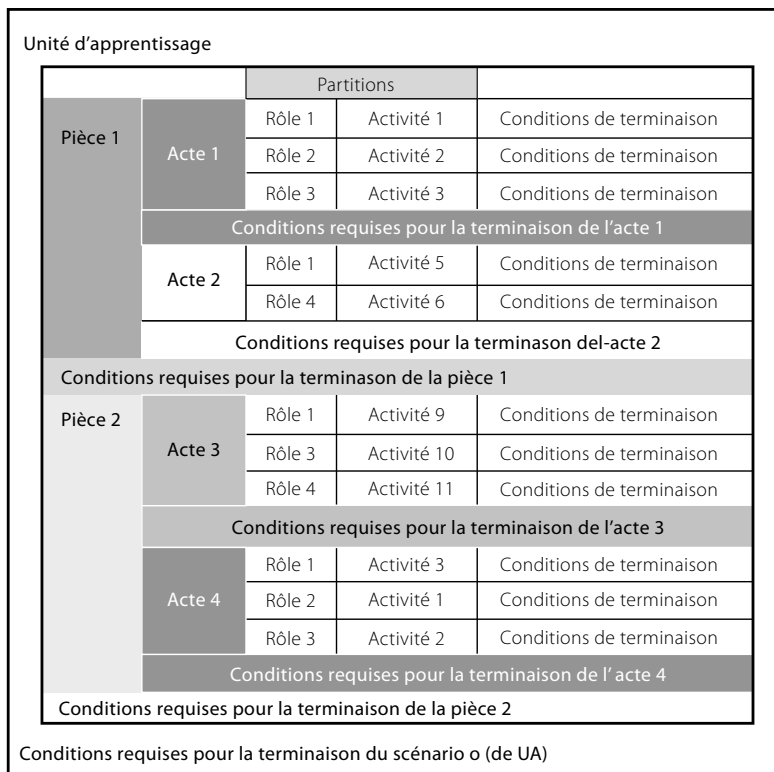 Unité d'apprentissage
Partitions
Pièce 1
Acte 1
Rôle 1 Activité 1 Conditions de terminaison
Rôle 2 Activité 2 Conditions de terminaison
Rôle 3 Activité 3 Conditions de terminaison
Conditions requises pour la terminaison de l'acte 1
Acte 2
Rôle 1 Activité 5 Conditions de terminaison
Rôle 4 Activité 6 Conditions de terminaison
Conditions requises pour la terminason del-acte 2
Conditions requises pour la terminason de la pièce 1
Pièce 2
Acte 3
Rôle 1 Activité 9 Conditions de terminaison
Rôle 3 Activité 10 Conditions de terminaison
Rôle 4 Activité 11 Conditions de terminaison
Conditions requises pour la terminaison de l'acte 3
Acte 4
Rôle 1 Activité 3 Conditions de terminaison
Rôle 2 Activité 1 Conditions de terminaison
Rôle 3 Activité 2 Conditions de terminaison
Conditions requises pour la terminaison de l' acte 4
Conditions requises pour la terminaison de la pièce 2
Conditions requises pour la terminaison du scénario o (de UA)